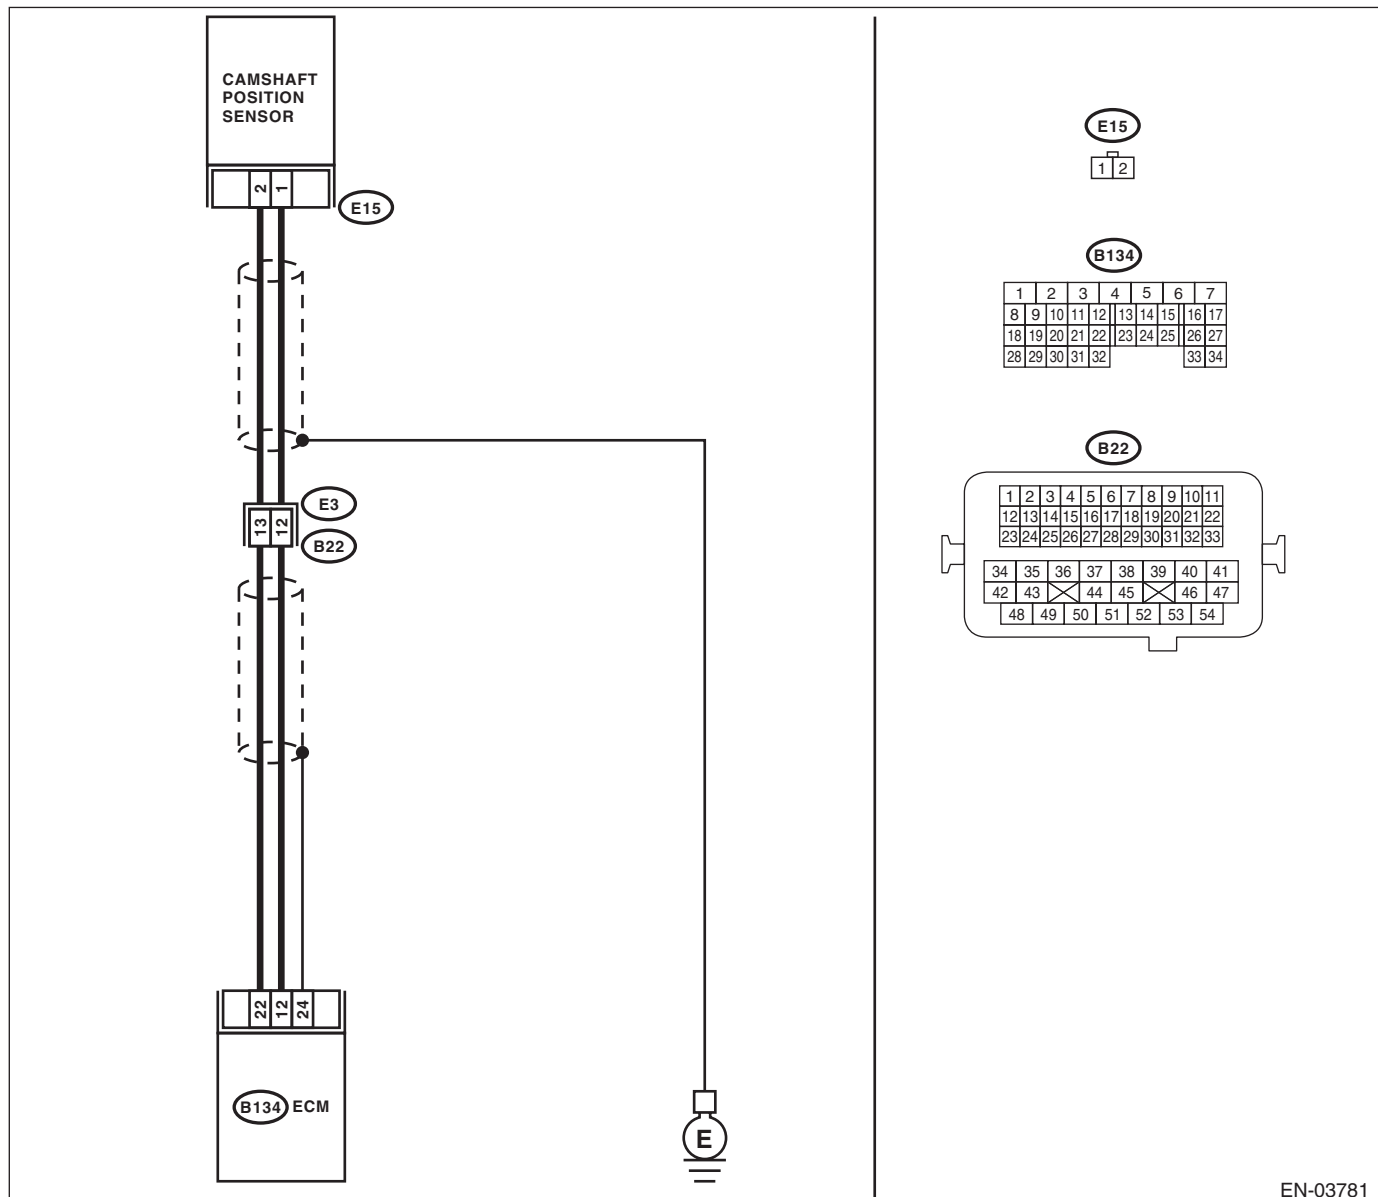 CAMSHAFT
POSITION
SENSOR
2 1
E15
E3
13 12
B22
22 12 24
B134 ECM
E
E15
1 2
B134
1 2 3 4 5 6 7
8 9 10 11 12 13 14 15 16 17
18 19 20 21 22 23 24 25 26 27
28 29 30 31 32 33 34
B22
1 2 3 4 5 6 7 8 9 10 11
12 13 14 15 16 17 18 19 20 21 22
23 24 25 26 27 28 29 30 31 32 33
34 35 36 37 38 39 40 41
42 43 44 45 46 47
48 49 50 51 52 53 54
EN-03781